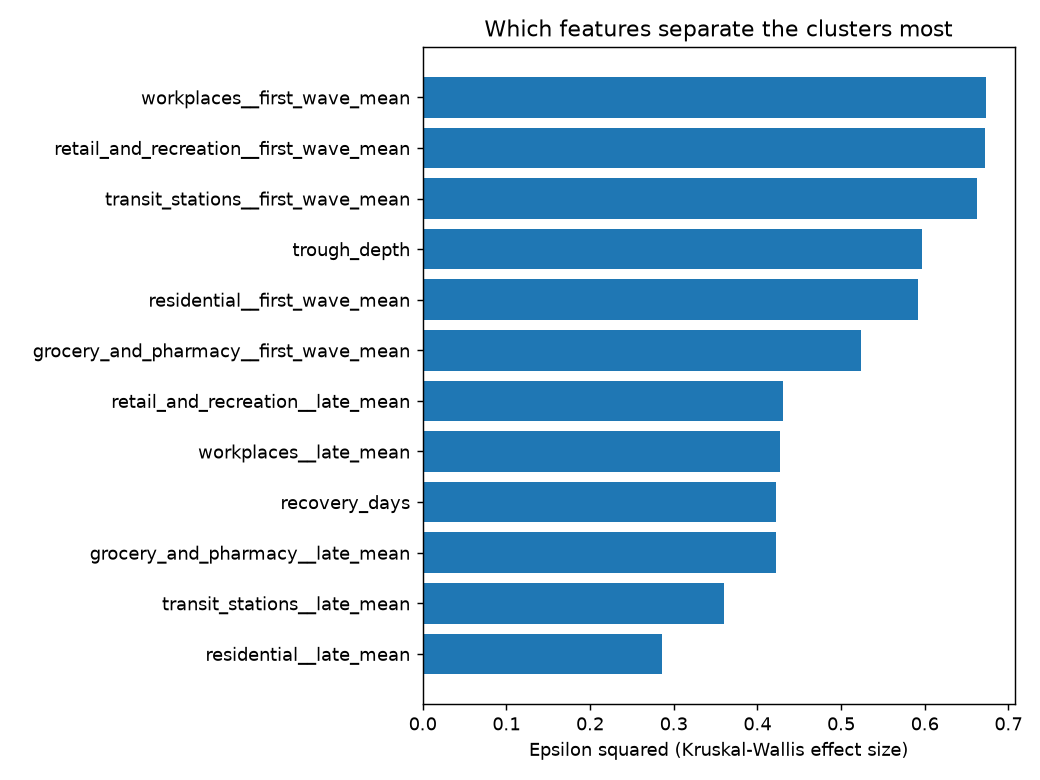 Which features separate the clusters most
workplaces__first_wave_mean
retail_and_recreation__first_wave_mean
transit_stations__first_wave_mean
trough_depth
residential__first_wave_mean
grocery_and_pharmacy__first_wave_mean
retail_and_recreation__late_mean
workplaces__late_mean
recovery_days
grocery_and_pharmacy__late_mean
transit_stations__late_mean
residential__late_mean
0.0 0.1 0.2 0.3 0.4 0.5 0.6 0.7
Epsilon squared (Kruskal-Wallis effect size)